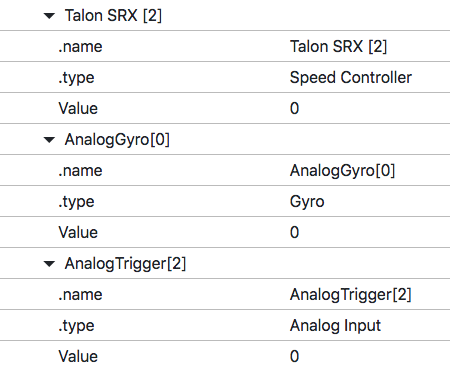 Talon SRX [2]
.name Talon SRX [2]
.type Speed Controller
Value 0
AnalogGyro[0]
.name AnalogGyro[0]
.type Gyro
Value 0
AnalogTrigger[2]
.name AnalogTrigger[2]
.type Analog Input
Value 0